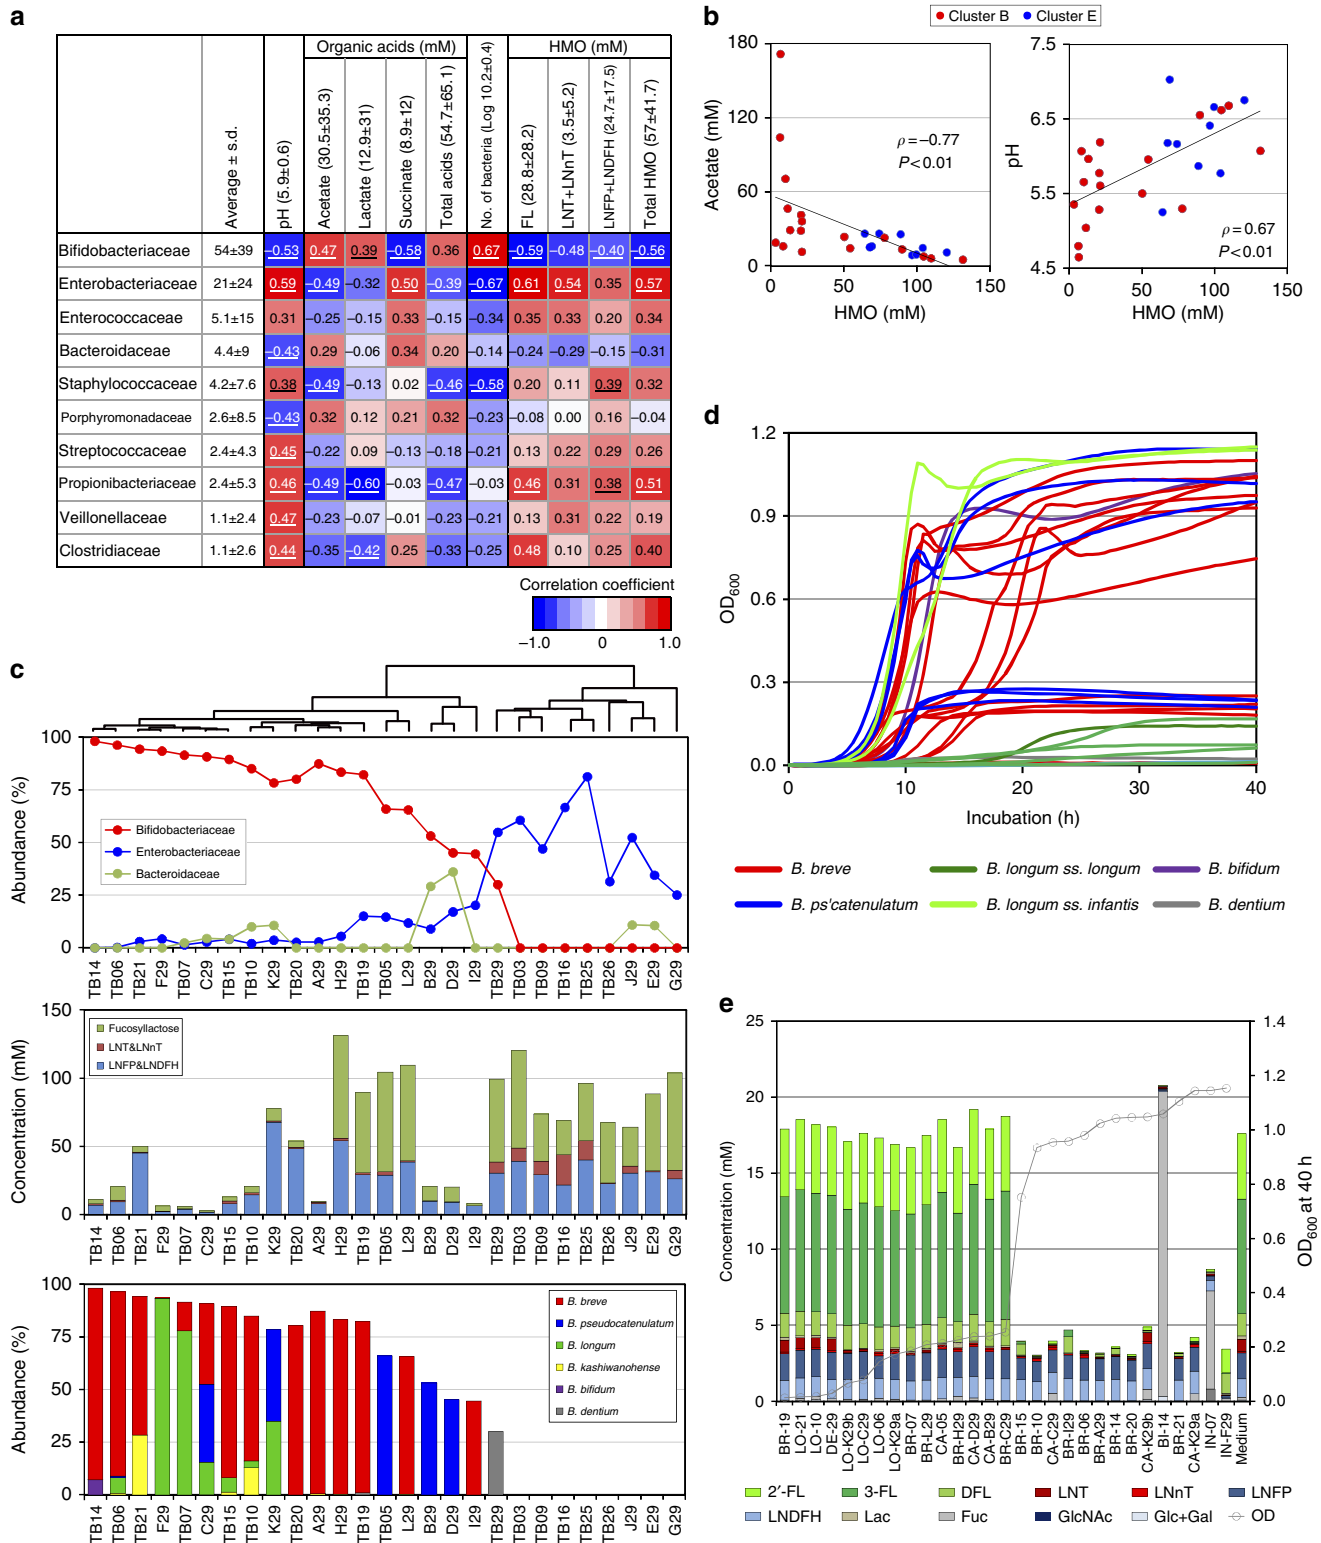 a
Organic acids (mM) HMO (mM)
Average ± s.d. pH (5.9±0.6) Acetate (30.5±35.3) Lactate (12.9±31) Succinate (8.9±12) Total acids (54.7±65.1) No. of bacteria (Log 10.2±0.4) FL (28.8±28.2) LNT+LNnT (3.5±5.2) LNFP+LNDFH (24.7±17.5) Total HMO (57±41.7)
Bifidobacteriaceae 54±39 −0.53 0.47 0.39 −0.58 0.36 0.67 −0.59 −0.48 −0.40 −0.56
Enterobacteriaceae 21±24 0.59 −0.49 −0.32 0.50 −0.39 −0.67 0.61 0.54 0.35 0.57
Enterococcaceae 5.1±15 0.31 −0.25 −0.15 0.33 −0.15 −0.34 0.35 0.33 0.20 0.34
Bacteroidaceae 4.4±9 −0.43 0.29 −0.06 0.34 0.20 −0.14 −0.24 −0.29 −0.15 −0.31
Staphylococcaceae 4.2±7.6 0.38 −0.49 −0.13 0.02 −0.46 −0.58 0.20 0.11 0.39 0.32
Porphyromonadaceae 2.6±8.5 −0.43 0.32 0.12 0.21 0.32 −0.23 −0.08 0.00 0.16 −0.04
Streptococcaceae 2.4±4.3 0.45 −0.22 0.09 −0.13 −0.18 −0.21 0.13 0.22 0.29 0.26
Propionibacteriaceae 2.4±5.3 0.46 −0.49 −0.60 −0.03 −0.47 −0.03 0.46 0.31 0.38 0.51
Veillonellaceae 1.1±2.4 0.47 −0.23 −0.07 −0.01 −0.23 −0.21 0.13 0.31 0.22 0.19
Clostridiaceae 1.1±2.6 0.44 −0.35 −0.42 0.25 −0.33 −0.25 0.48 0.10 0.25 0.40
Correlation coefficient
−1.0 0 1.0
b
Cluster B Cluster E
180
120
60
0
Acetate (mM)
ρ=−0.77
P<0.01
0 50 100 150
HMO (mM)
7.5
6.5
5.5
4.5
pH
ρ=0.67
P<0.01
0 50 100 150
HMO (mM)
c
100
75
50
25
0
Abundance (%)
Bifidobacteriaceae
Enterobacteriaceae
Bacteroidaceae
TB14 TB06 TB21 F29 TB07 C29 TB15 TB10 K29 TB20 A29 H29 TB19 TB05 L29 B29 D29 I29 TB29 TB03 TB09 TB16 TB25 TB26 J29 E29 G29
150
100
50
0
Concentration (mM)
Fucosyllactose
LNT&LNnT
LNFP&LNDFH
TB14 TB06 TB21 F29 TB07 C29 TB15 TB10 K29 TB20 A29 H29 TB19 TB05 L29 B29 D29 I29 TB29 TB03 TB09 TB16 TB25 TB26 J29 E29 G29
100
75
50
25
0
Abundance (%)
B. breve
B. pseudocatenulatum
B. longum
B. kashiwanohense
B. bifidum
B. dentium
TB14 TB06 TB21 F29 TB07 C29 TB15 TB10 K29 TB20 A29 H29 TB19 TB05 L29 B29 D29 I29 TB29 TB03 TB09 TB16 TB25 TB26 J29 E29 G29
d
1.2
0.9
0.6
0.3
0.0
OD600
0 10 20 30 40
Incubation (h)
B. breve B. longum ss. longum B. bifidum
B. ps'catenulatum B. longum ss. infantis B. dentium
e
25
20
15
10
5
0
Concentration (mM)
1.4
1.2
1.0
0.8
0.6
0.4
0.2
0.0
OD600 at 40 h
BR-19 LO-21 LO-10 DE-29 LO-K29b LO-C29 LO-06 LO-K29a BR-07 BR-L29 CA-05 BR-H29 CA-D29 CA-B29 BR-C29 BR-15 BR-10 CA-C29 BR-I29 BR-06 BR-A29 BR-14 BR-20 CA-K29b BI-14 BR-21 CA-K29a IN-07 IN-F29 Medium
2′-FL 3-FL DFL LNT LNnT LNFP
LNDFH Lac Fuc GlcNAc Glc+Gal OD